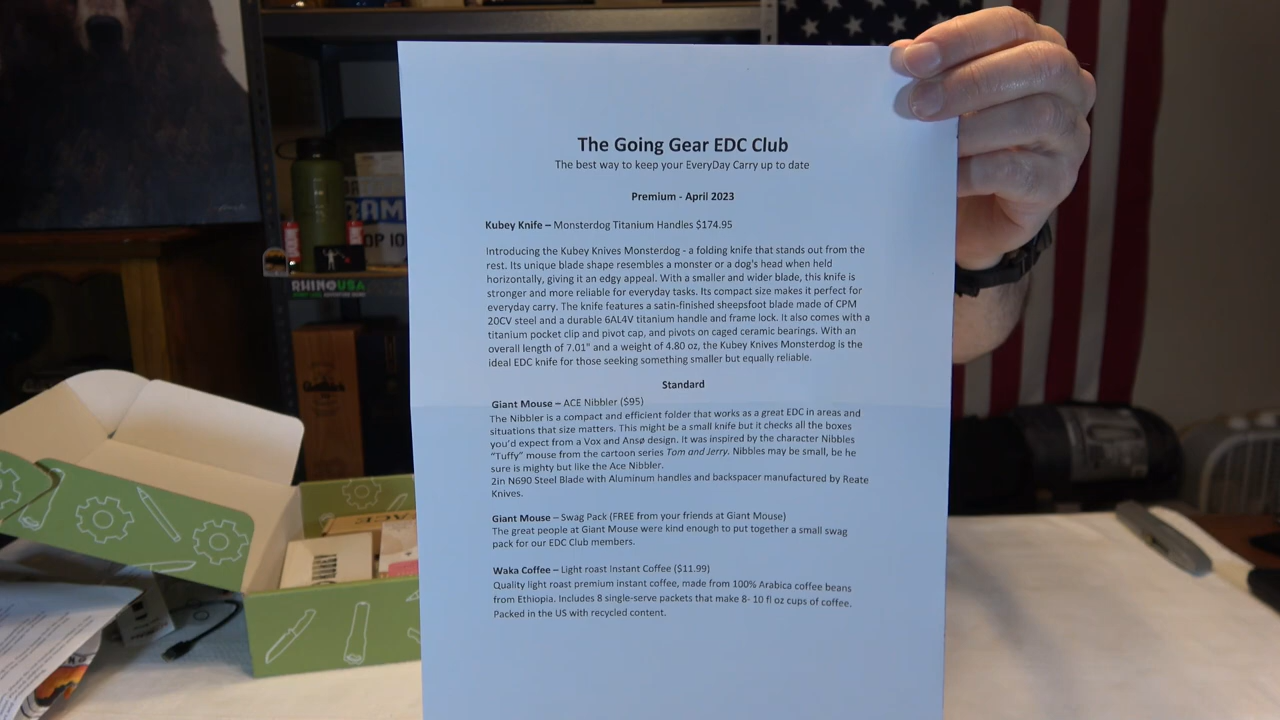 The Going Gear EDC Club
The best way to keep your EveryDay Carry up to date
Premium - April 2023
Kubey Knife – Monsterdog Titanium Handles $174.95
Introducing the Kubey Knives Monsterdog - a folding knife that stands out from the
rest. Its unique blade shape resembles a monster or a dog's head when held
horizontally, giving it an edgy appeal. With a smaller and wider blade, this knife is
stronger and more reliable for everyday tasks. Its compact size makes it perfect for
everyday carry. The knife features a satin-finished sheepsfoot blade made of CPM
20CV steel and a durable 6AL4V titanium handle and frame lock. It also comes with a
titanium pocket clip and pivot cap, and pivots on caged ceramic bearings. With an
overall length of 7.01" and a weight of 4.80 oz, the Kubey Knives Monsterdog is the
ideal EDC knife for those seeking something smaller but equally reliable.
Standard
Giant Mouse – ACE Nibbler ($95)
The Nibbler is a compact and efficient folder that works as a great EDC in areas and
situations that size matters. This might be a small knife but it checks all the boxes
you'd expect from a Vox and Ansø design. It was inspired by the character Nibbles
"Tuffy" mouse from the cartoon series Tom and Jerry. Nibbles may be small, be he
sure is mighty but like the Ace Nibbler.
2in N690 Steel Blade with Aluminum handles and backspacer manufactured by Reate
Knives.
Giant Mouse – Swag Pack (FREE from your friends at Giant Mouse)
The great people at Giant Mouse were kind enough to put together a small swag
pack for our EDC Club members.
Waka Coffee – Light roast Instant Coffee ($11.99)
Quality light roast premium instant coffee, made from 100% Arabica coffee beans
from Ethiopia. Includes 8 single-serve packets that make 8- 10 fl oz cups of coffee.
Packed in the US with recycled content.
RHINOUSA